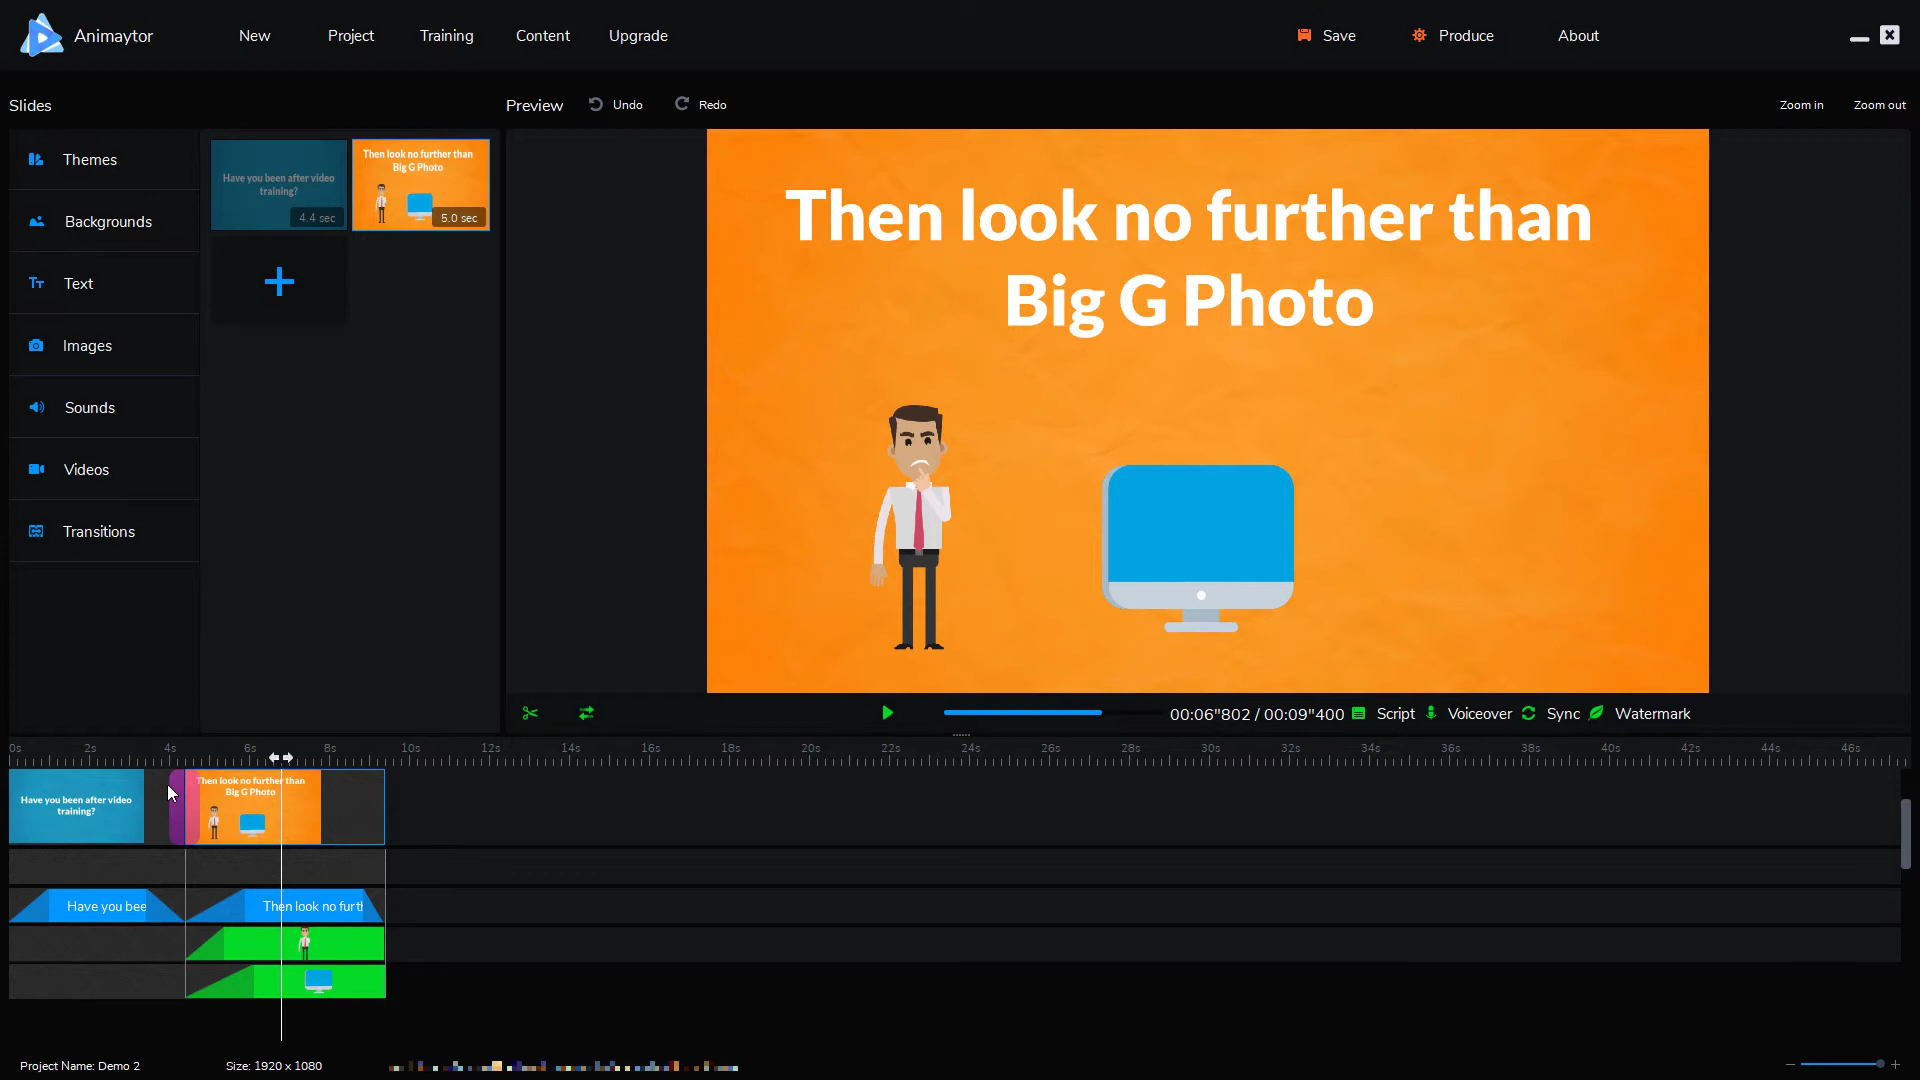 Animaytor
New
Project
Training
Content
Upgrade
Save
Produce
About
Slides
Preview
Undo
Redo
Zoom in
Zoom out
Themes
Backgrounds
Text
Images
Sounds
Videos
Transitions
Have you been after video
training?
4.4 sec
Then look no further than
Big G Photo
5.0 sec
Then look no further than
Big G Photo
00:06"802 / 00:09"400
Script
Voiceover
Sync
Watermark
0s 2s 4s 6s 8s 10s 12s 14s 16s 18s 20s 22s 24s 26s 28s 30s 32s 34s 36s 38s 40s 42s 44s 46s
Have you been after video
training?
Then look no further than
Big G Photo
Have you bee
Then look no furt
Project Name: Demo 2
Size: 1920 x 1080